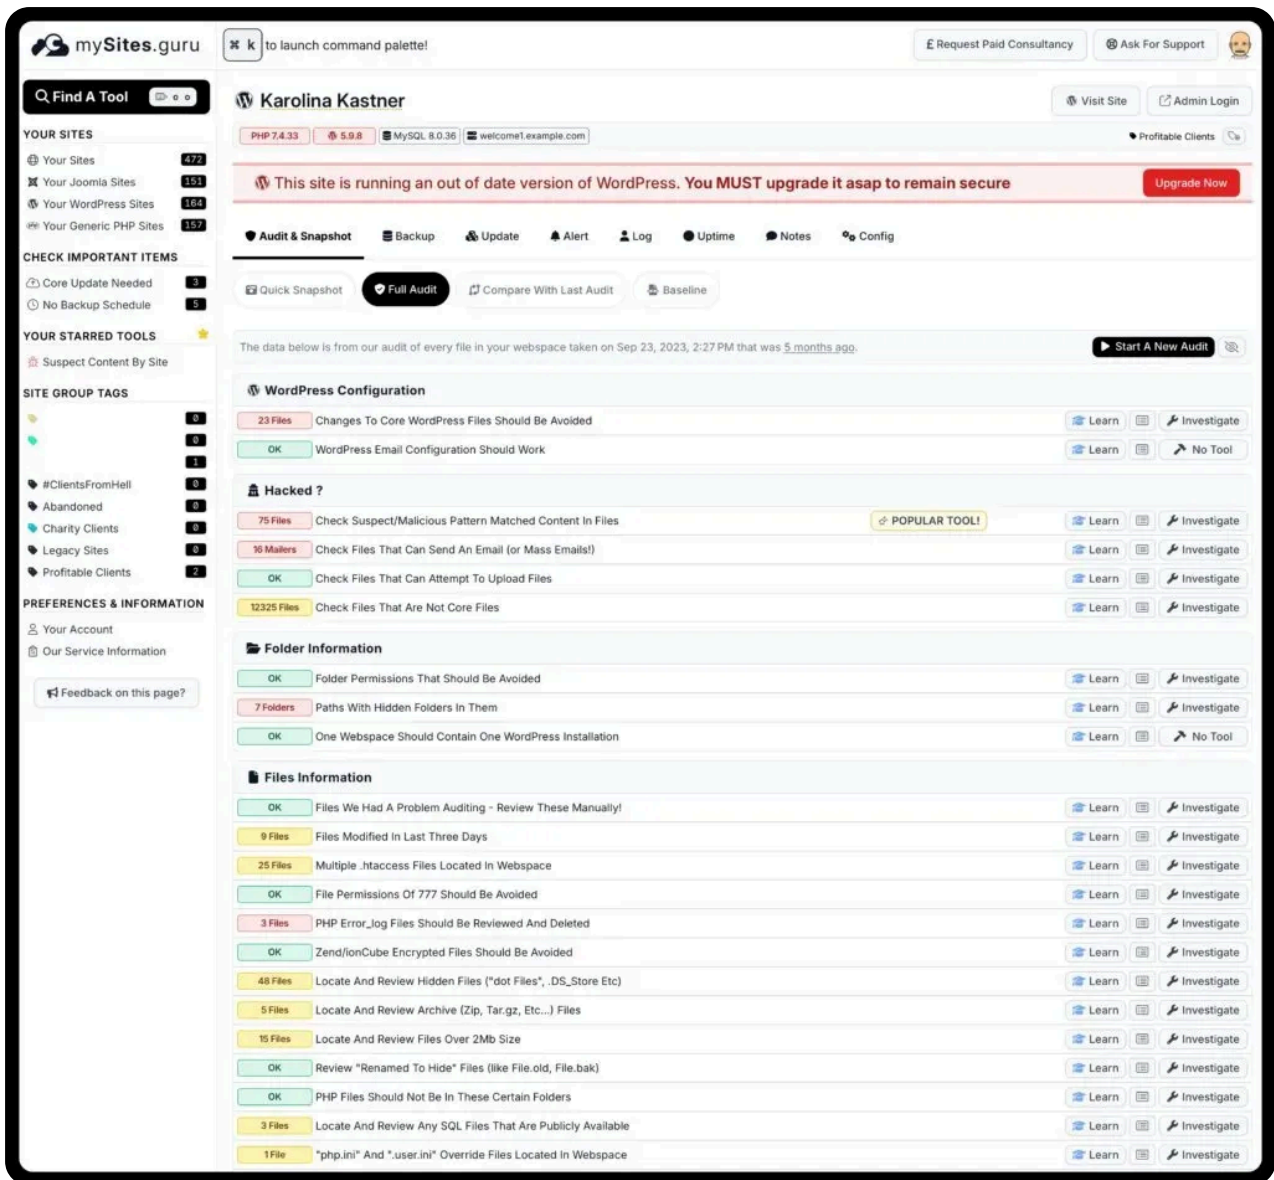 mySites.guru
⌘ k to launch command palette!
£ Request Paid Consultancy
Ask For Support
Find A Tool
YOUR SITES
Your Sites 472
Your Joomla Sites 151
Your WordPress Sites 164
Your Generic PHP Sites 157
CHECK IMPORTANT ITEMS
Core Update Needed 3
No Backup Schedule 5
YOUR STARRED TOOLS
Suspect Content By Site
SITE GROUP TAGS
0
0
1
#ClientsFromHell 0
Abandoned 0
Charity Clients 0
Legacy Sites 0
Profitable Clients 2
PREFERENCES & INFORMATION
Your Account
Our Service Information
Feedback on this page?
Karolina Kastner
Visit Site
Admin Login
PHP 7.4.33
5.9.8
MySQL 8.0.36
welcome1.example.com
Profitable Clients
This site is running an out of date version of WordPress. You MUST upgrade it asap to remain secure
Upgrade Now
Audit & Snapshot
Backup
Update
Alert
Log
Uptime
Notes
Config
Quick Snapshot
Full Audit
Compare With Last Audit
Baseline
The data below is from our audit of every file in your webspace taken on Sep 23, 2023, 2:27 PM that was 5 months ago.
Start A New Audit
WordPress Configuration
23 Files Changes To Core WordPress Files Should Be Avoided Learn Investigate
OK WordPress Email Configuration Should Work Learn No Tool
Hacked ?
75 Files Check Suspect/Malicious Pattern Matched Content In Files POPULAR TOOL! Learn Investigate
16 Mailers Check Files That Can Send An Email (or Mass Emails!) Learn Investigate
OK Check Files That Can Attempt To Upload Files Learn Investigate
12325 Files Check Files That Are Not Core Files Learn Investigate
Folder Information
OK Folder Permissions That Should Be Avoided Learn Investigate
7 Folders Paths With Hidden Folders In Them Learn Investigate
OK One Webspace Should Contain One WordPress Installation Learn No Tool
Files Information
OK Files We Had A Problem Auditing - Review These Manually! Learn Investigate
9 Files Files Modified In Last Three Days Learn Investigate
25 Files Multiple .htaccess Files Located In Webspace Learn Investigate
OK File Permissions Of 777 Should Be Avoided Learn Investigate
3 Files PHP Error_log Files Should Be Reviewed And Deleted Learn Investigate
OK Zend/ionCube Encrypted Files Should Be Avoided Learn Investigate
48 Files Locate And Review Hidden Files ("dot Files", .DS_Store Etc) Learn Investigate
5 Files Locate And Review Archive (Zip, Tar.gz, Etc...) Files Learn Investigate
15 Files Locate And Review Files Over 2Mb Size Learn Investigate
OK Review "Renamed To Hide" Files (like File.old, File.bak) Learn Investigate
OK PHP Files Should Not Be In These Certain Folders Learn Investigate
3 Files Locate And Review Any SQL Files That Are Publicly Available Learn Investigate
1 File "php.ini" And ".user.ini" Override Files Located In Webspace Learn Investigate